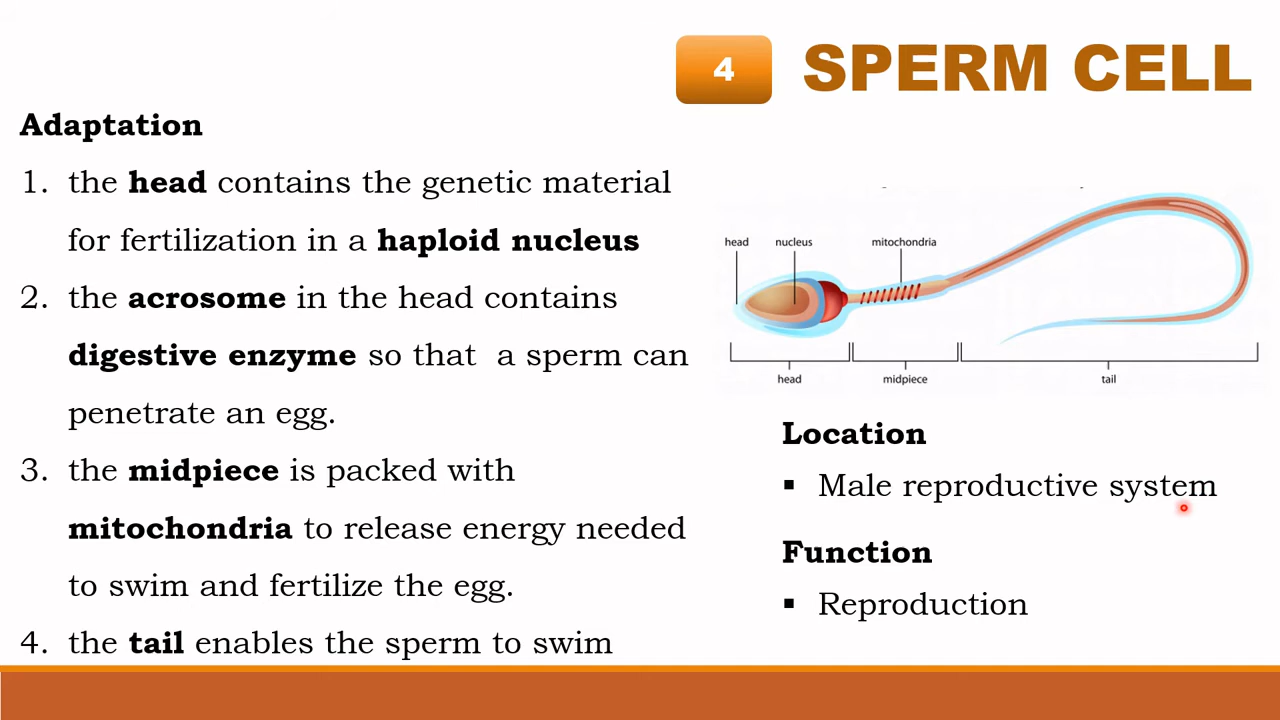 4
SPERM CELL
Adaptation
1. the head contains the genetic material
for fertilization in a haploid nucleus
2. the acrosome in the head contains
digestive enzyme so that a sperm can
penetrate an egg.
3. the midpiece is packed with
mitochondria to release energy needed
to swim and fertilize the egg.
4. the tail enables the sperm to swim
head nucleus mitochondria
head midpiece tail
Location
▪ Male reproductive system
Function
▪ Reproduction